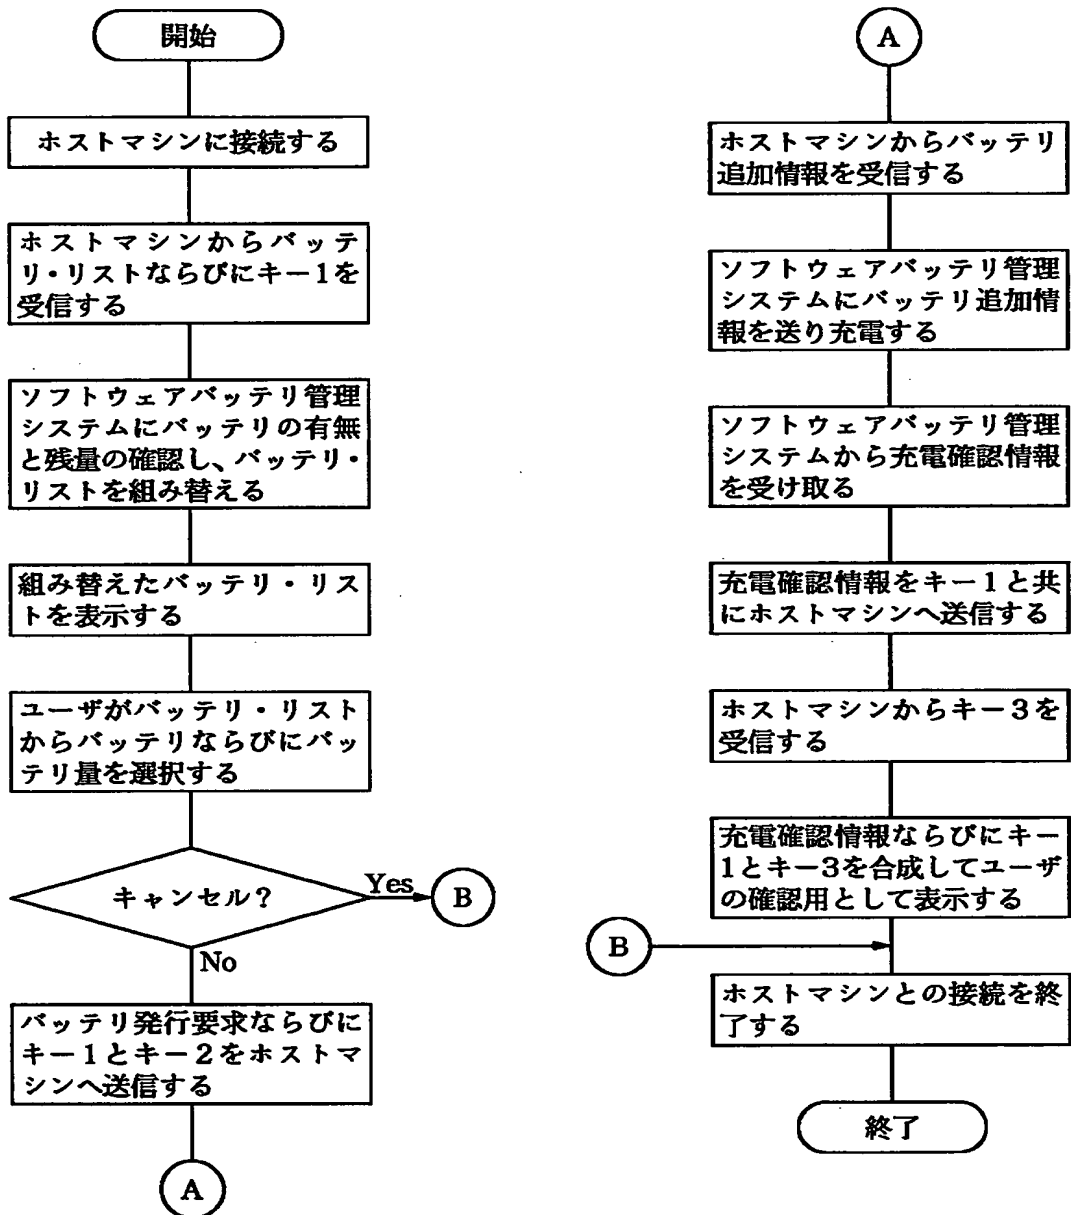 開始
ホストマシンに接続する
ホストマシンからバッテ
リ・リストならびにキー1を
受信する
ソフトウェアバッテリ管理
システムにバッテリの有無
と残量の確認し、バッテリ・
リストを組み替える
組み替えたバッテリ・リス
トを表示する
ユーザがバッテリ・リスト
からバッテリならびにバッ
テリ量を選択する
キャンセル？
Yes
B
No
バッテリ発行要求ならびに
キー1とキー2をホストマ
シンへ送信する
A
A
ホストマシンからバッテリ
追加情報を受信する
ソフトウェアバッテリ管理
システムにバッテリ追加情
報を送り充電する
ソフトウェアバッテリ管理
システムから充電確認情報
を受け取る
充電確認情報をキー1と共
にホストマシンへ送信する
ホストマシンからキー3を
受信する
充電確認情報ならびにキー
1とキー3を合成してユーザ
の確認用として表示する
B
ホストマシンとの接続を終
了する
終了